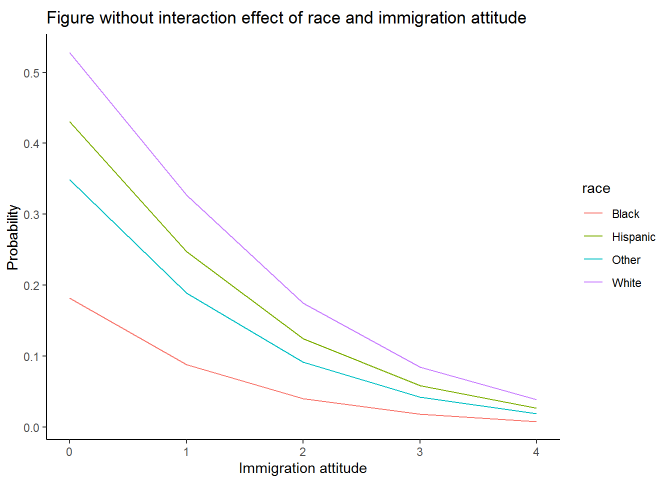 Figure without interaction effect of race and immigration attitude
Probability
0.5
0.4
0.3
0.2
0.1
0.0
0 1 2 3 4
Immigration attitude
race
Black
Hispanic
Other
White